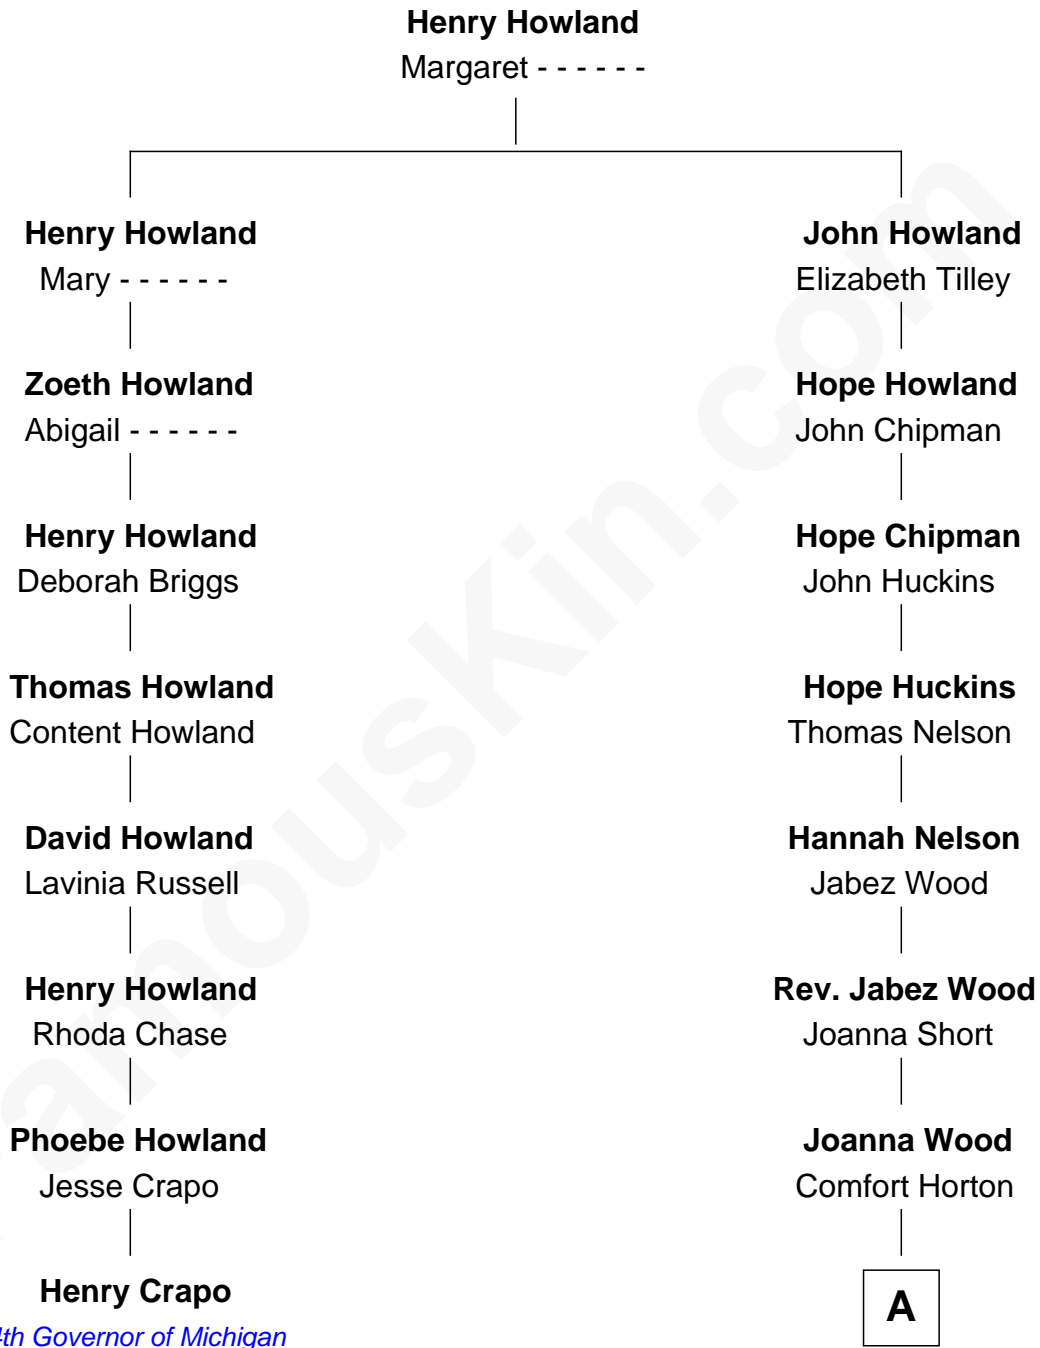 Henry Howland
Margaret - - - - - -
Henry Howland John Howland
Mary - - - - - - Elizabeth Tilley
Zoeth Howland Hope Howland
Abigail - - - - - - John Chipman
Henry Howland Hope Chipman
Deborah Briggs John Huckins
Thomas Howland Hope Huckins
Content Howland Thomas Nelson
David Howland Hannah Nelson
Lavinia Russell Jabez Wood
Henry Howland Rev. Jabez Wood
Rhoda Chase Joanna Short
Phoebe Howland Joanna Wood
Jesse Crapo Comfort Horton
Henry Crapo A
4th Governor of Michigan
amouskin.com